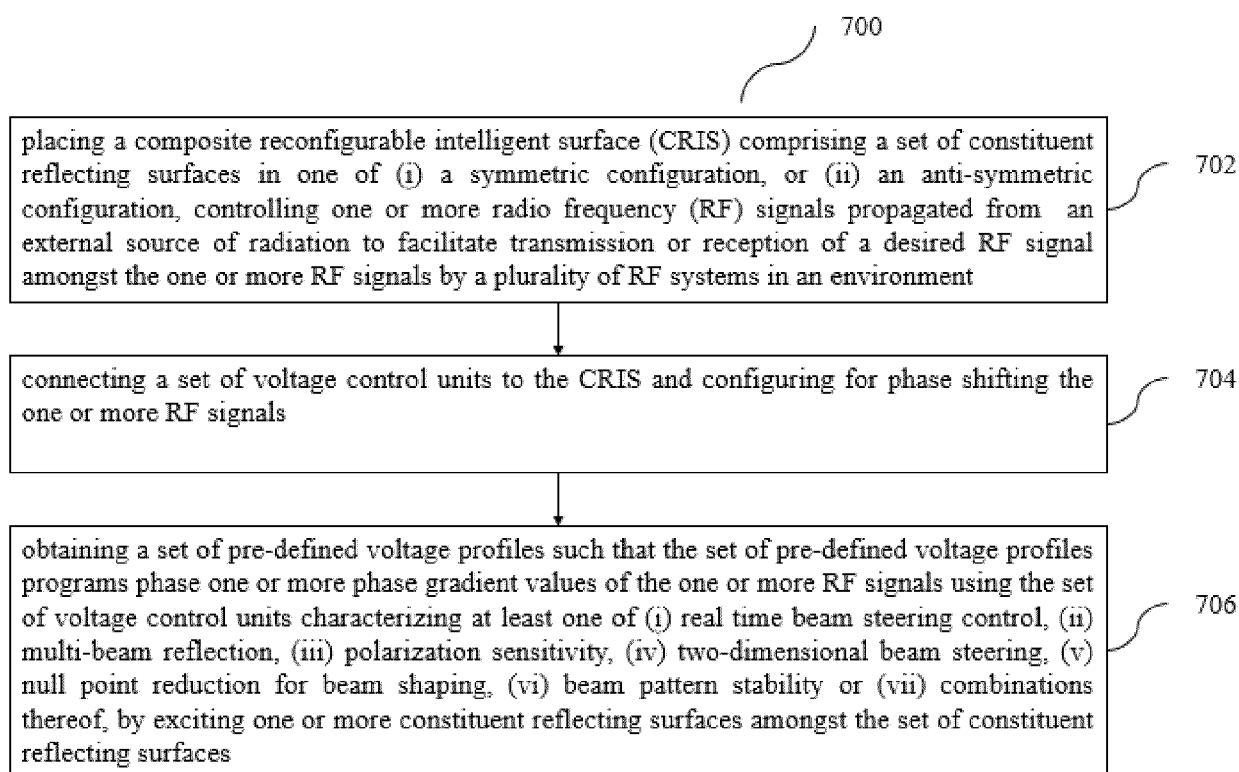 700
placing a composite reconfigurable intelligent surface (CRIS) comprising a set of constituent
reflecting surfaces in one of (i) a symmetric configuration, or (ii) an anti-symmetric
configuration, controlling one or more radio frequency (RF) signals propagated from an
external source of radiation to facilitate transmission or reception of a desired RF signal
amongst the one or more RF signals by a plurality of RF systems in an environment
702
connecting a set of voltage control units to the CRIS and configuring for phase shifting the
one or more RF signals
704
obtaining a set of pre-defined voltage profiles such that the set of pre-defined voltage profiles
programs phase one or more phase gradient values of the one or more RF signals using the set
of voltage control units characterizing at least one of (i) real time beam steering control, (ii)
multi-beam reflection, (iii) polarization sensitivity, (iv) two-dimensional beam steering, (v)
null point reduction for beam shaping, (vi) beam pattern stability or (vii) combinations
thereof, by exciting one or more constituent reflecting surfaces amongst the set of constituent
reflecting surfaces
706